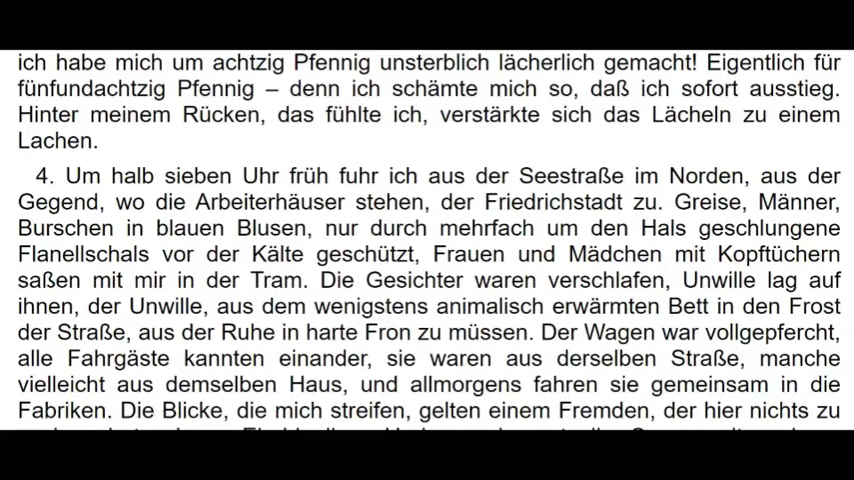 ich habe mich um achtzig Pfennig unsterblich lächerlich gemacht! Eigentlich für
fünfundachtzig Pfennig – denn ich schämte mich so, daß ich sofort ausstieg.
Hinter meinem Rücken, das fühlte ich, verstärkte sich das Lächeln zu einem
Lachen.
4. Um halb sieben Uhr früh fuhr ich aus der Seestraße im Norden, aus der
Gegend, wo die Arbeiterhäuser stehen, der Friedrichstadt zu. Greise, Männer,
Burschen in blauen Blusen, nur durch mehrfach um den Hals geschlungene
Flanellschals vor der Kälte geschützt, Frauen und Mädchen mit Kopftüchern
saßen mit mir in der Tram. Die Gesichter waren verschlafen, Unwille lag auf
ihnen, der Unwille, aus dem wenigstens animalisch erwärmten Bett in den Frost
der Straße, aus der Ruhe in harte Fron zu müssen. Der Wagen war vollgepfercht,
alle Fahrgäste kannten einander, sie waren aus derselben Straße, manche
vielleicht aus demselben Haus, und allmorgens fahren sie gemeinsam in die
Fabriken. Die Blicke, die mich streifen, gelten einem Fremden, der hier nichts zu